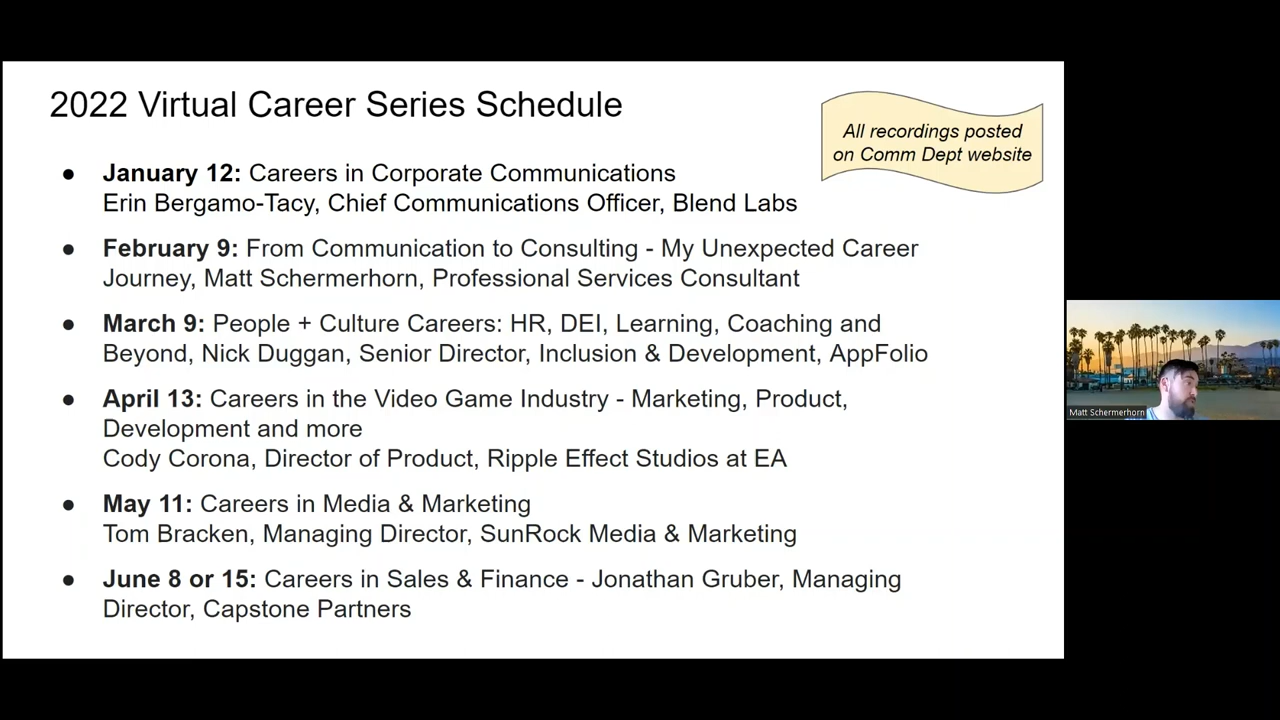 2022 Virtual Career Series Schedule
All recordings posted
on Comm Dept website
● January 12: Careers in Corporate Communications
Erin Bergamo-Tacy, Chief Communications Officer, Blend Labs
● February 9: From Communication to Consulting - My Unexpected Career
Journey, Matt Schermerhorn, Professional Services Consultant
● March 9: People + Culture Careers: HR, DEI, Learning, Coaching and
Beyond, Nick Duggan, Senior Director, Inclusion & Development, AppFolio
● April 13: Careers in the Video Game Industry - Marketing, Product,
Development and more
Cody Corona, Director of Product, Ripple Effect Studios at EA
● May 11: Careers in Media & Marketing
Tom Bracken, Managing Director, SunRock Media & Marketing
● June 8 or 15: Careers in Sales & Finance - Jonathan Gruber, Managing
Director, Capstone Partners
Matt Schermerhorn